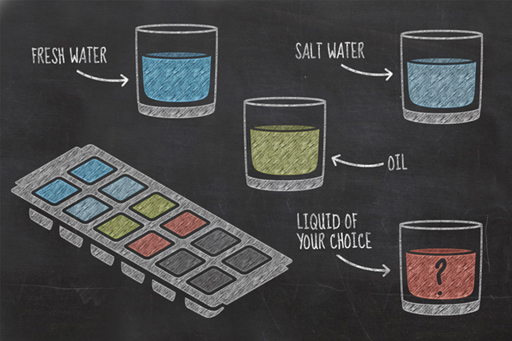 FRESH WATER
SALT WATER
OIL
LIQUID OF
YOUR CHOICE
?